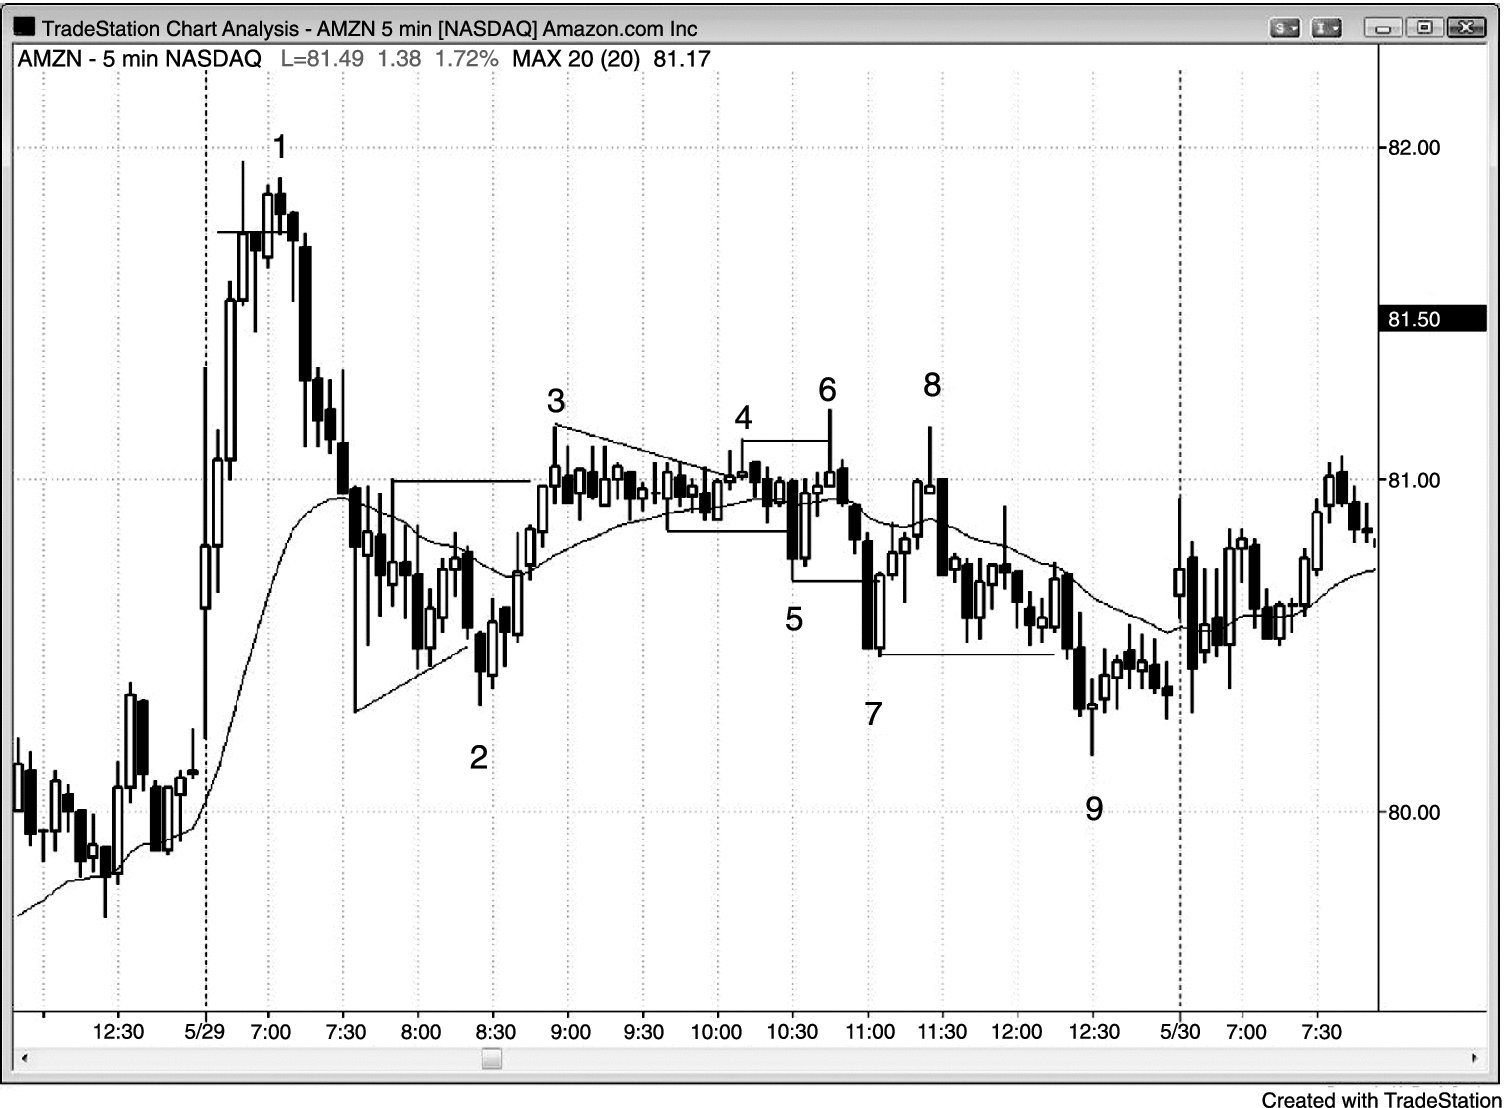 TradeStation Chart Analysis - AMZN 5 min [NASDAQ] Amazon.com Inc
S I
AMZN - 5 min NASDAQ L=81.49 1.38 1.72% MAX 20 (20) 81.17
1
82.00
81.50
8
6
3
4
81.00
5
7
2
9
80.00
12:30 5/29 7:00 7:30 8:00 8:30 9:00 9:30 10:00 10:30 11:00 11:30 12:00 12:30 5/30 7:00 7:30
Created with TradeStation